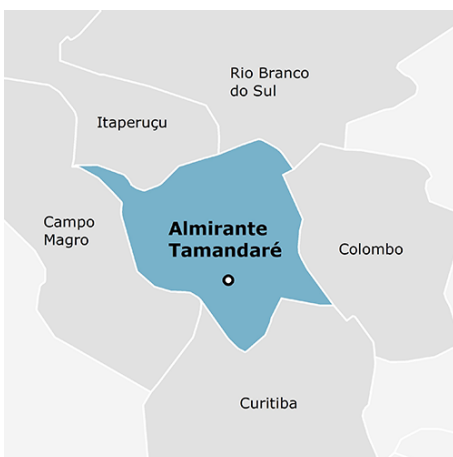 Rio Branco
do Sul
Itaperuçu
Campo
Magro
Almirante
Tamandaré
Colombo
Curitiba